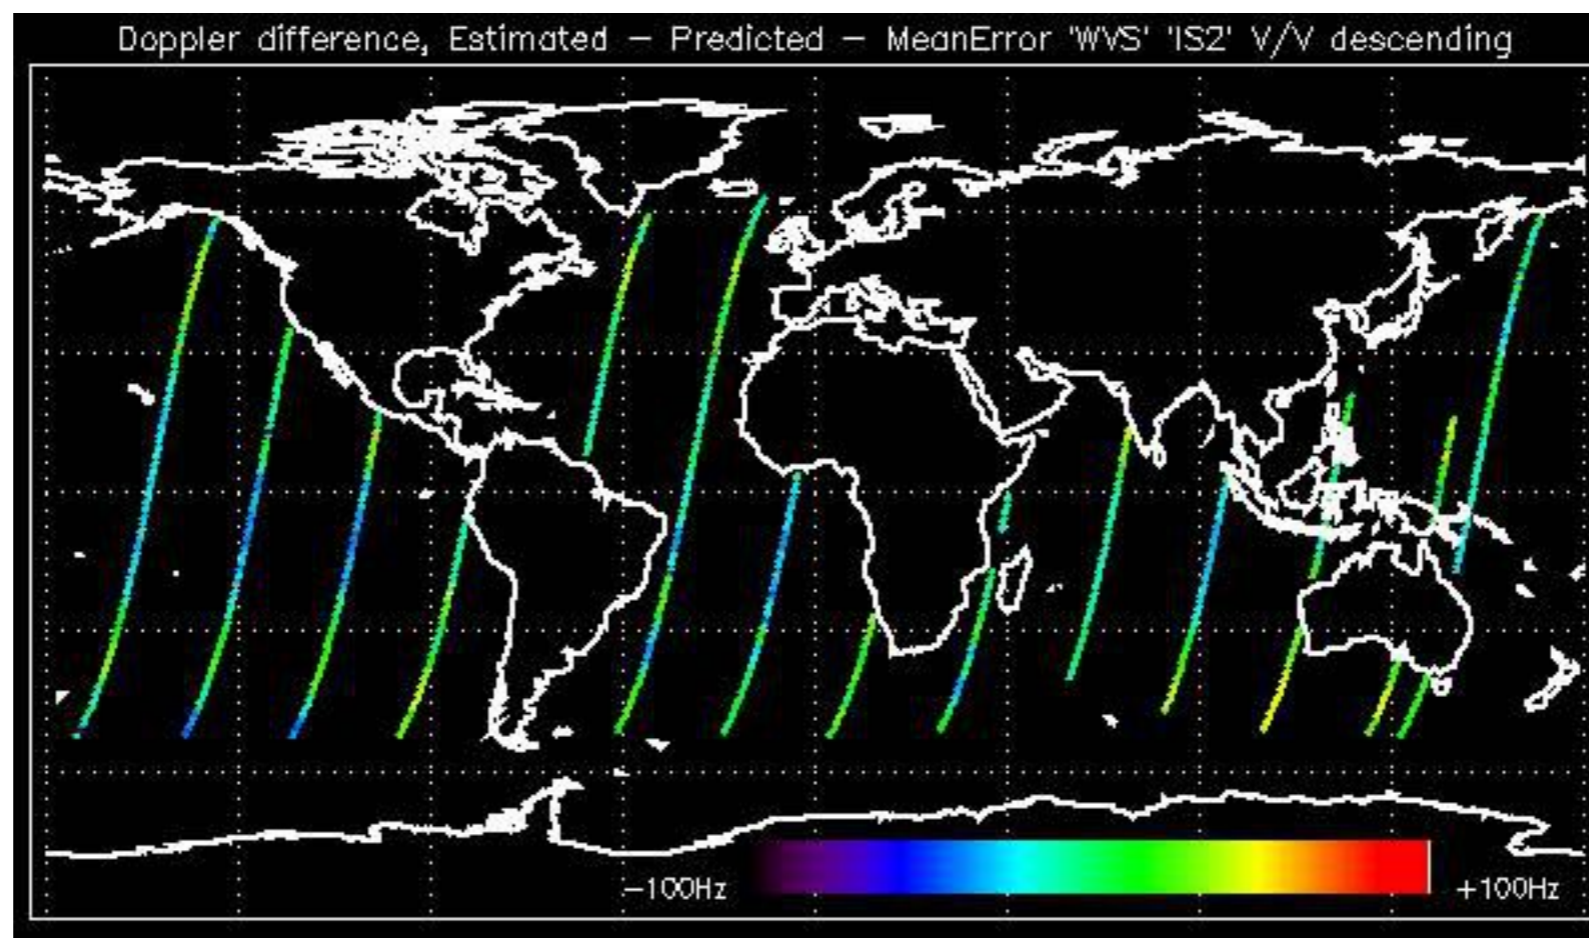 Doppler difference, Estimated — Predicted — MeanError 'WVS' 'IS2' V/V descending
−100Hz
+100Hz